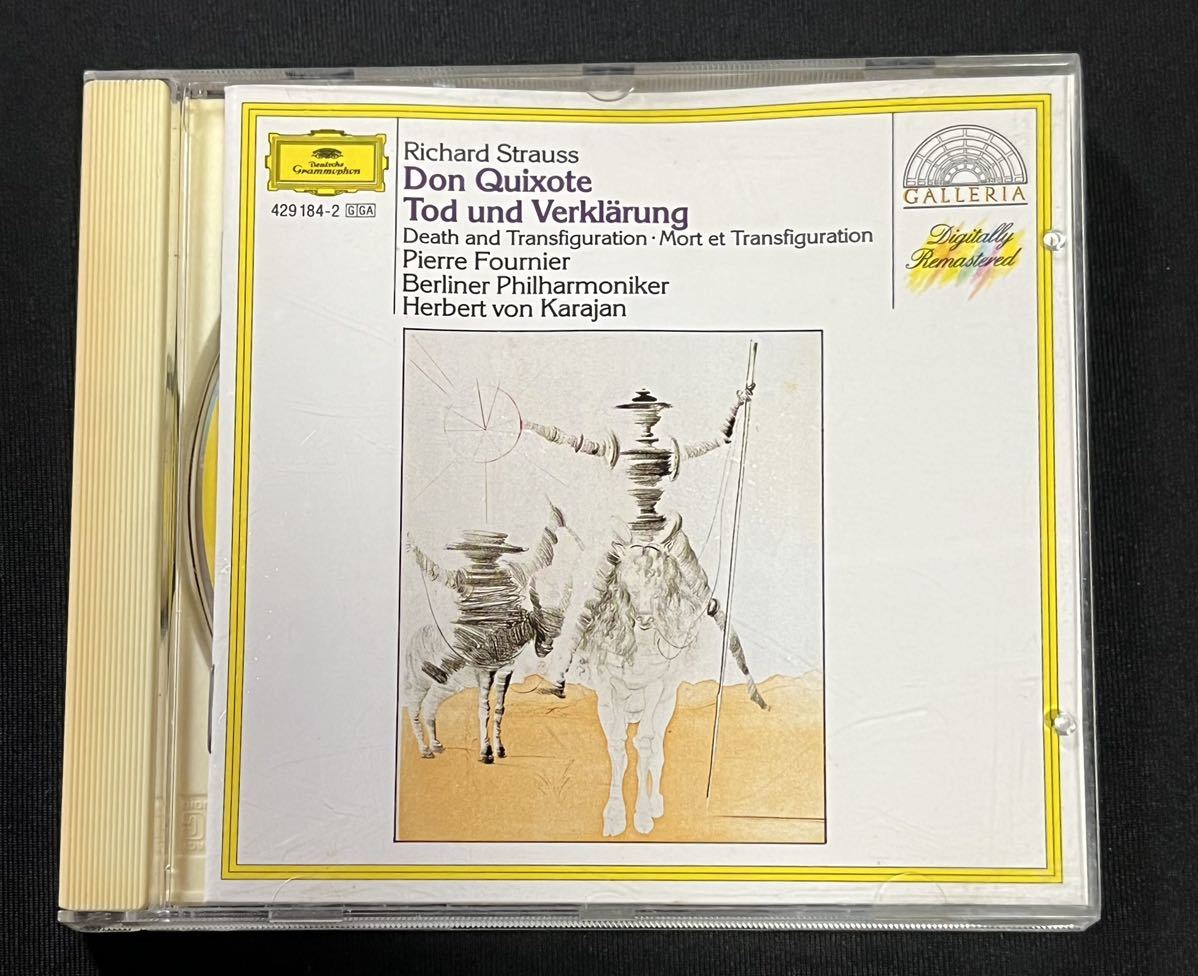 Deutsche
Grammophon
429 184-2 G GA
Richard Strauss
Don Quixote
Tod und Verklärung
Death and Transfiguration · Mort et Transfiguration
Pierre Fournier
Berliner Philharmoniker
Herbert von Karajan
GALLERIA
Digitally
Remastered